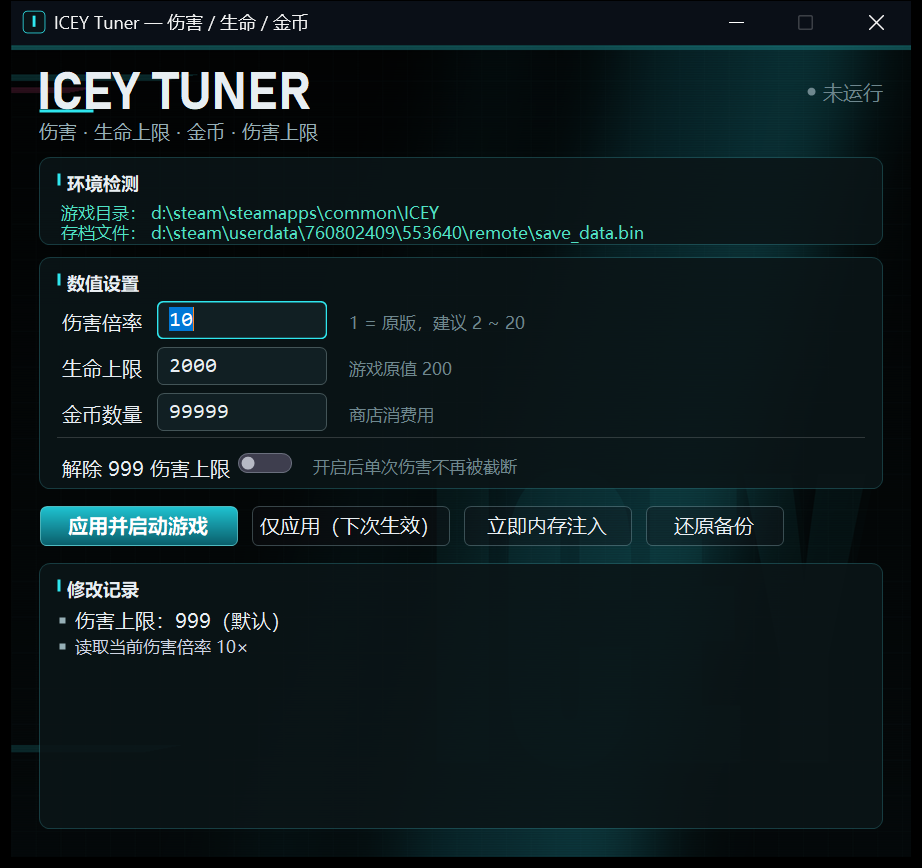 ICEY Tuner — 伤害 / 生命 / 金币
ICEY TUNER
● 未运行
伤害 · 生命上限 · 金币 · 伤害上限
环境检测
游戏目录： d:\steam\steamapps\common\ICEY
存档文件： d:\steam\userdata\760802409\553640\remote\save_data.bin
数值设置
伤害倍率 10 1 = 原版，建议 2 ~ 20
生命上限 2000 游戏原值 200
金币数量 99999 商店消费用
解除 999 伤害上限 开启后单次伤害不再被截断
应用并启动游戏 仅应用（下次生效） 立即内存注入 还原备份
修改记录
▪ 伤害上限：999（默认）
▪ 读取当前伤害倍率 10×